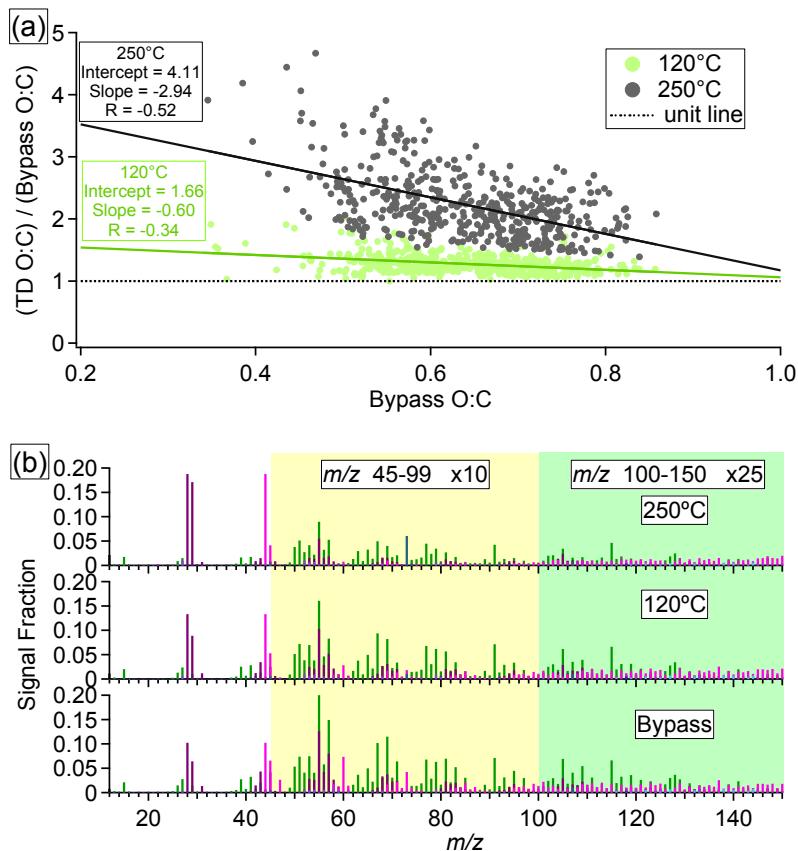 (a)
(TD O:C) / (Bypass O:C)
5
4
3
2
1
0
250°C
Intercept = 4.11
Slope = -2.94
R = -0.52
120°C
Intercept = 1.66
Slope = -0.60
R = -0.34
120°C
250°C
unit line
0.2
0.4
0.6
0.8
1.0
Bypass O:C
(b)
Signal Fraction
m/z 45-99 x10
m/z 100-150 x25
0.20
0.15
0.10
0.05
0
250ºC
0.15
0.10
0.05
0
120ºC
0.15
0.10
0.05
0
Bypass
20
40
60
80
100
120
140
m/z